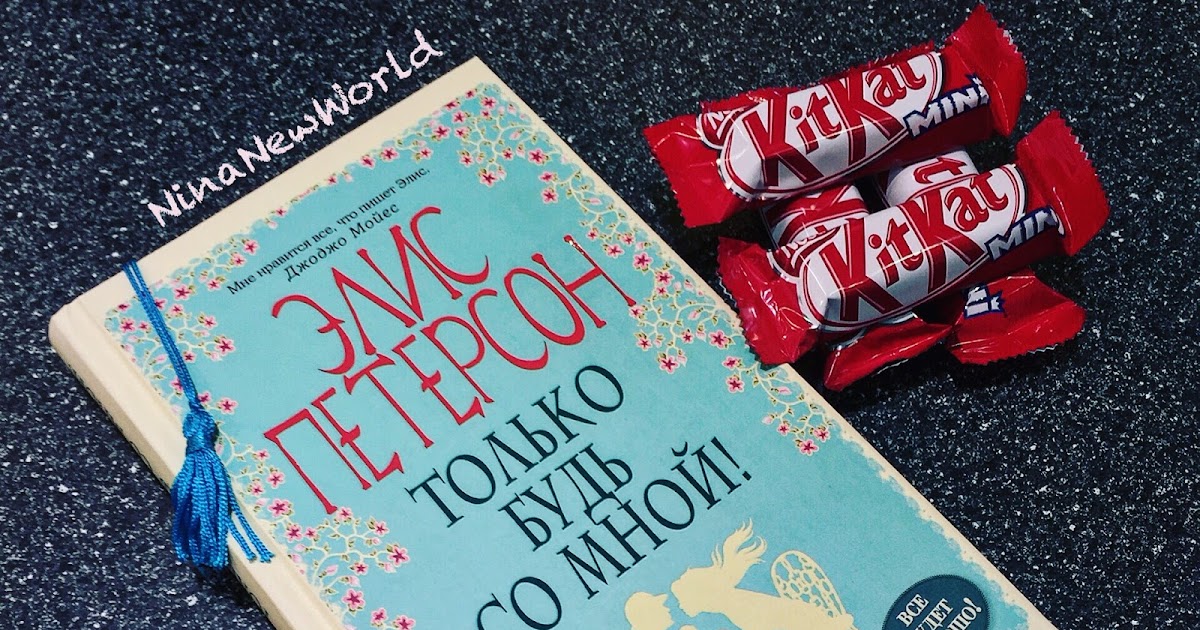 NinaNewWorld
Мне нравится все, что пишет Элис.
Джоджо Мойес
ЭЛИС
ПЕТЕРСОН
ТОЛЬКО
БУДЬ
СО МНОЙ!
ВСЕ
KitKat
MINI
KitKat
MINI